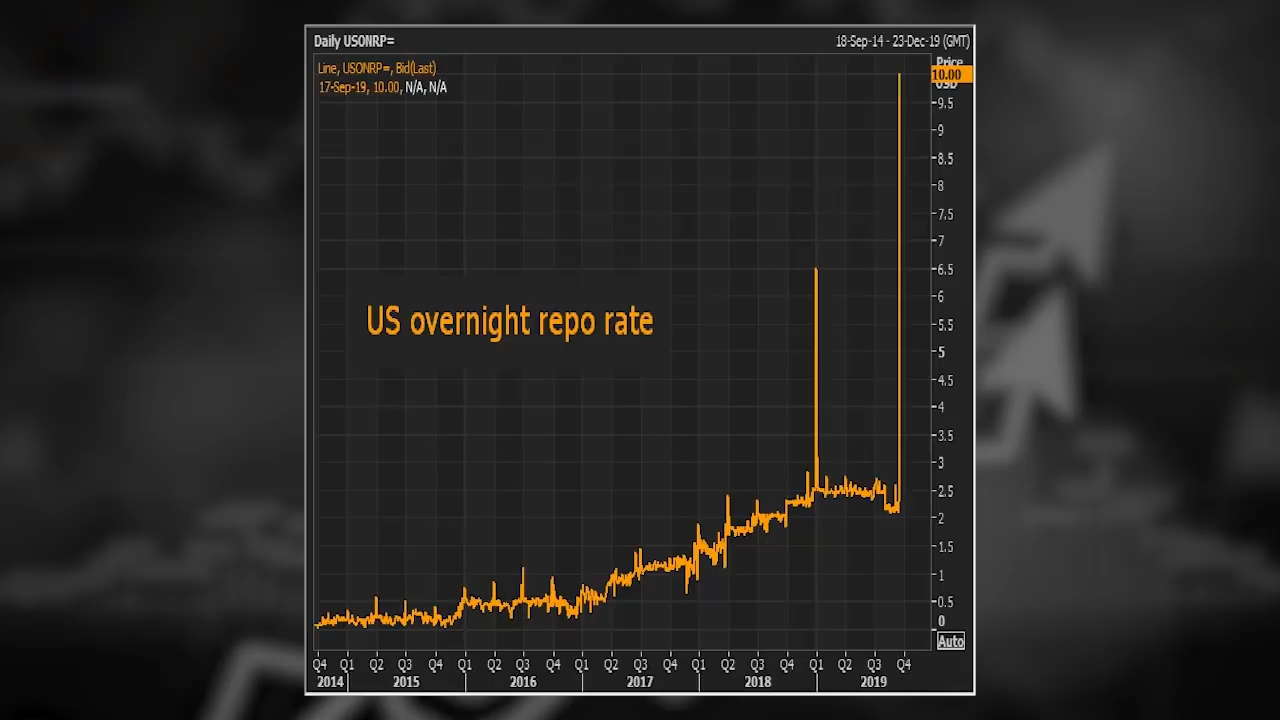 Daily USONRP= 18-Sep-14 - 23-Dec-19 (GMT)
Line, USONRP=, Bid(Last)
17-Sep-19, 10.00, N/A, N/A
Price
10.00
USD
9.5
9
8.5
8
7.5
7
6.5
6
5.5
5
4.5
4
3.5
3
2.5
2
1.5
1
0.5
0
Auto
US overnight repo rate
Q4 Q1 Q2 Q3 Q4 Q1 Q2 Q3 Q4 Q1 Q2 Q3 Q4 Q1 Q2 Q3 Q4 Q1 Q2 Q3 Q4
2014 2015 2016 2017 2018 2019